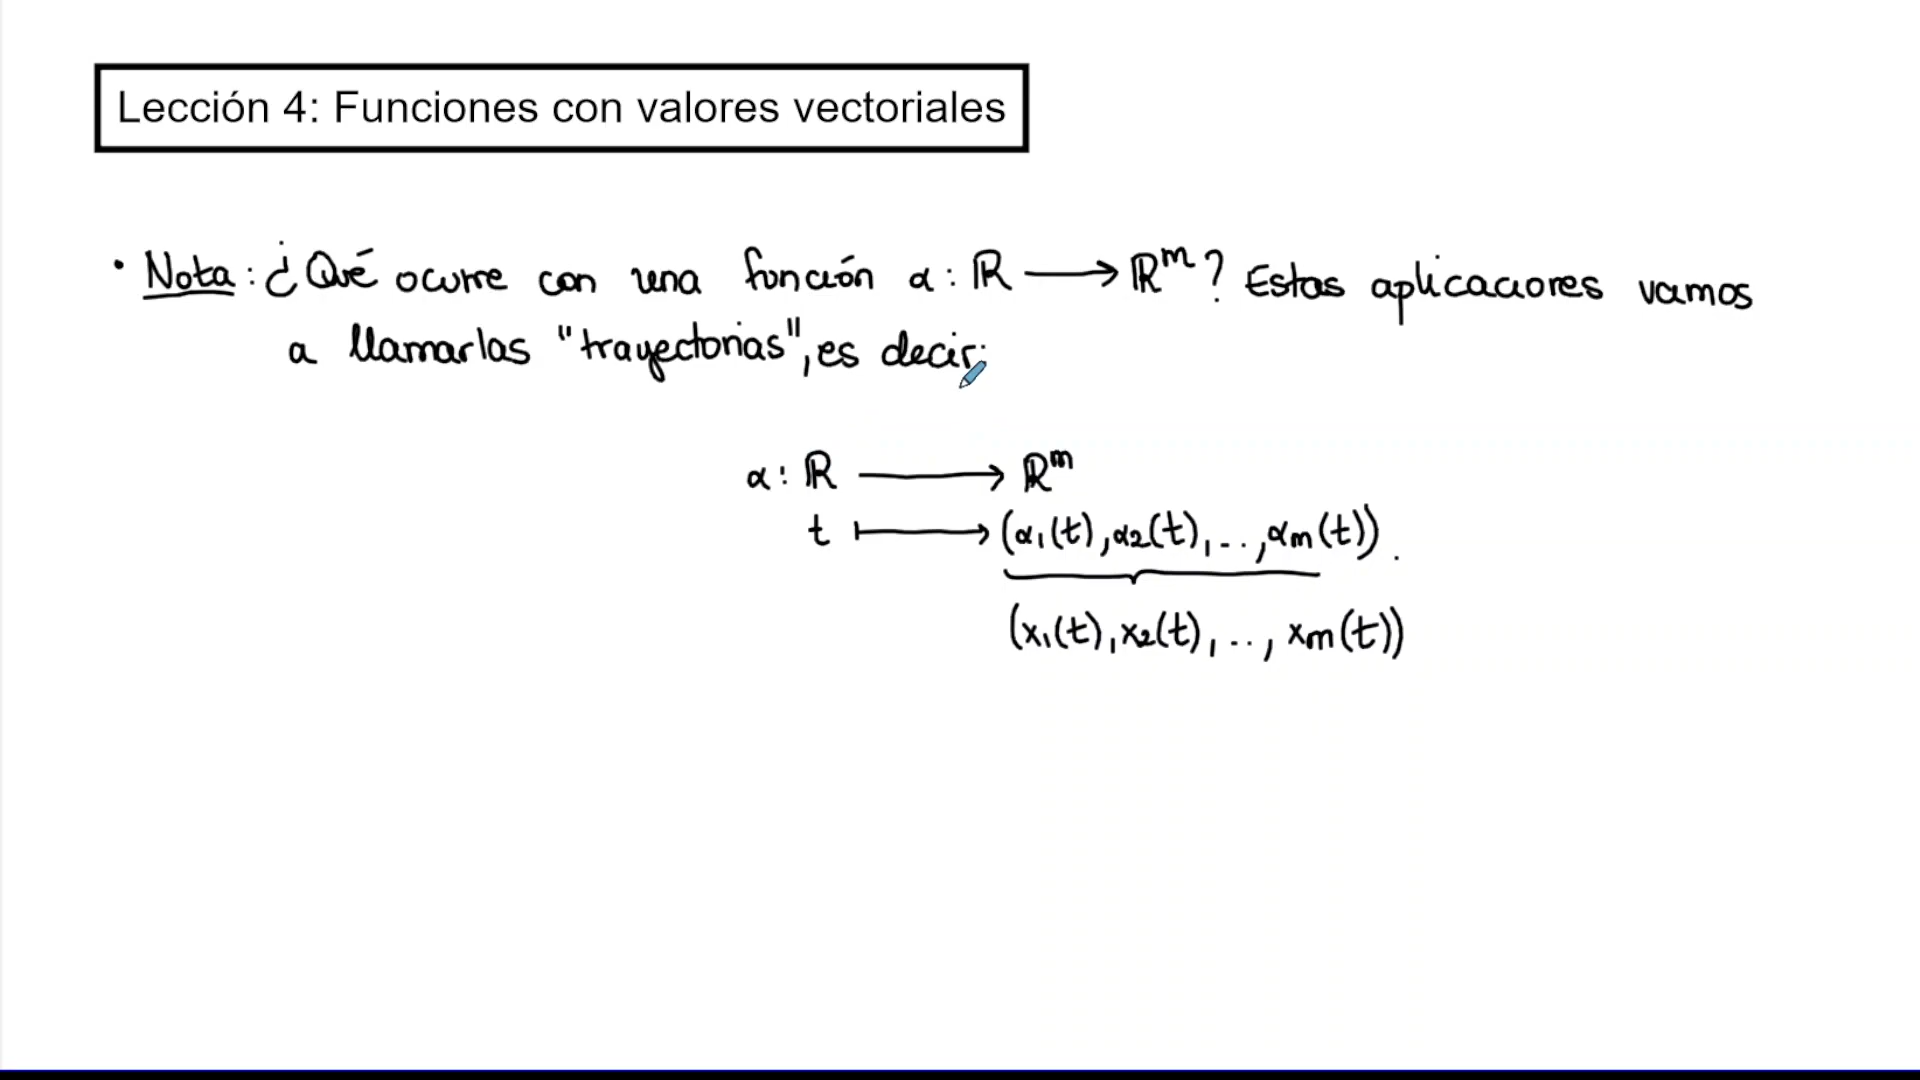 Lección 4: Funciones con valores vectoriales
• Nota: ¿Qué ocurre con una función α: ℝ ⟶ ℝᵐ? Estas aplicaciones vamos
a llamarlas "trayectorias", es decir:
α: ℝ ⟶ ℝᵐ
t ⟼ (α₁(t), α₂(t), ..., αₘ(t)).
(x₁(t), x₂(t), ..., xₘ(t))